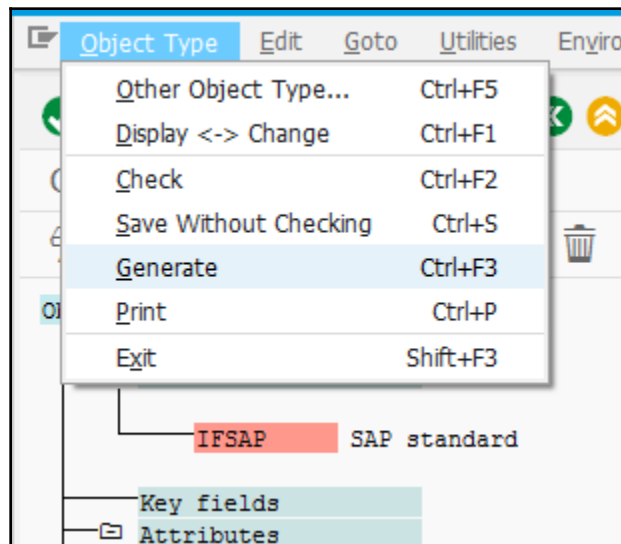 Object Type Edit Goto Utilities Enviro
Other Object Type... Ctrl+F5
Display <-> Change Ctrl+F1
Check Ctrl+F2
Save Without Checking Ctrl+S
Generate Ctrl+F3
Print Ctrl+P
Exit Shift+F3
IFSAP SAP standard
Key fields
Attributes